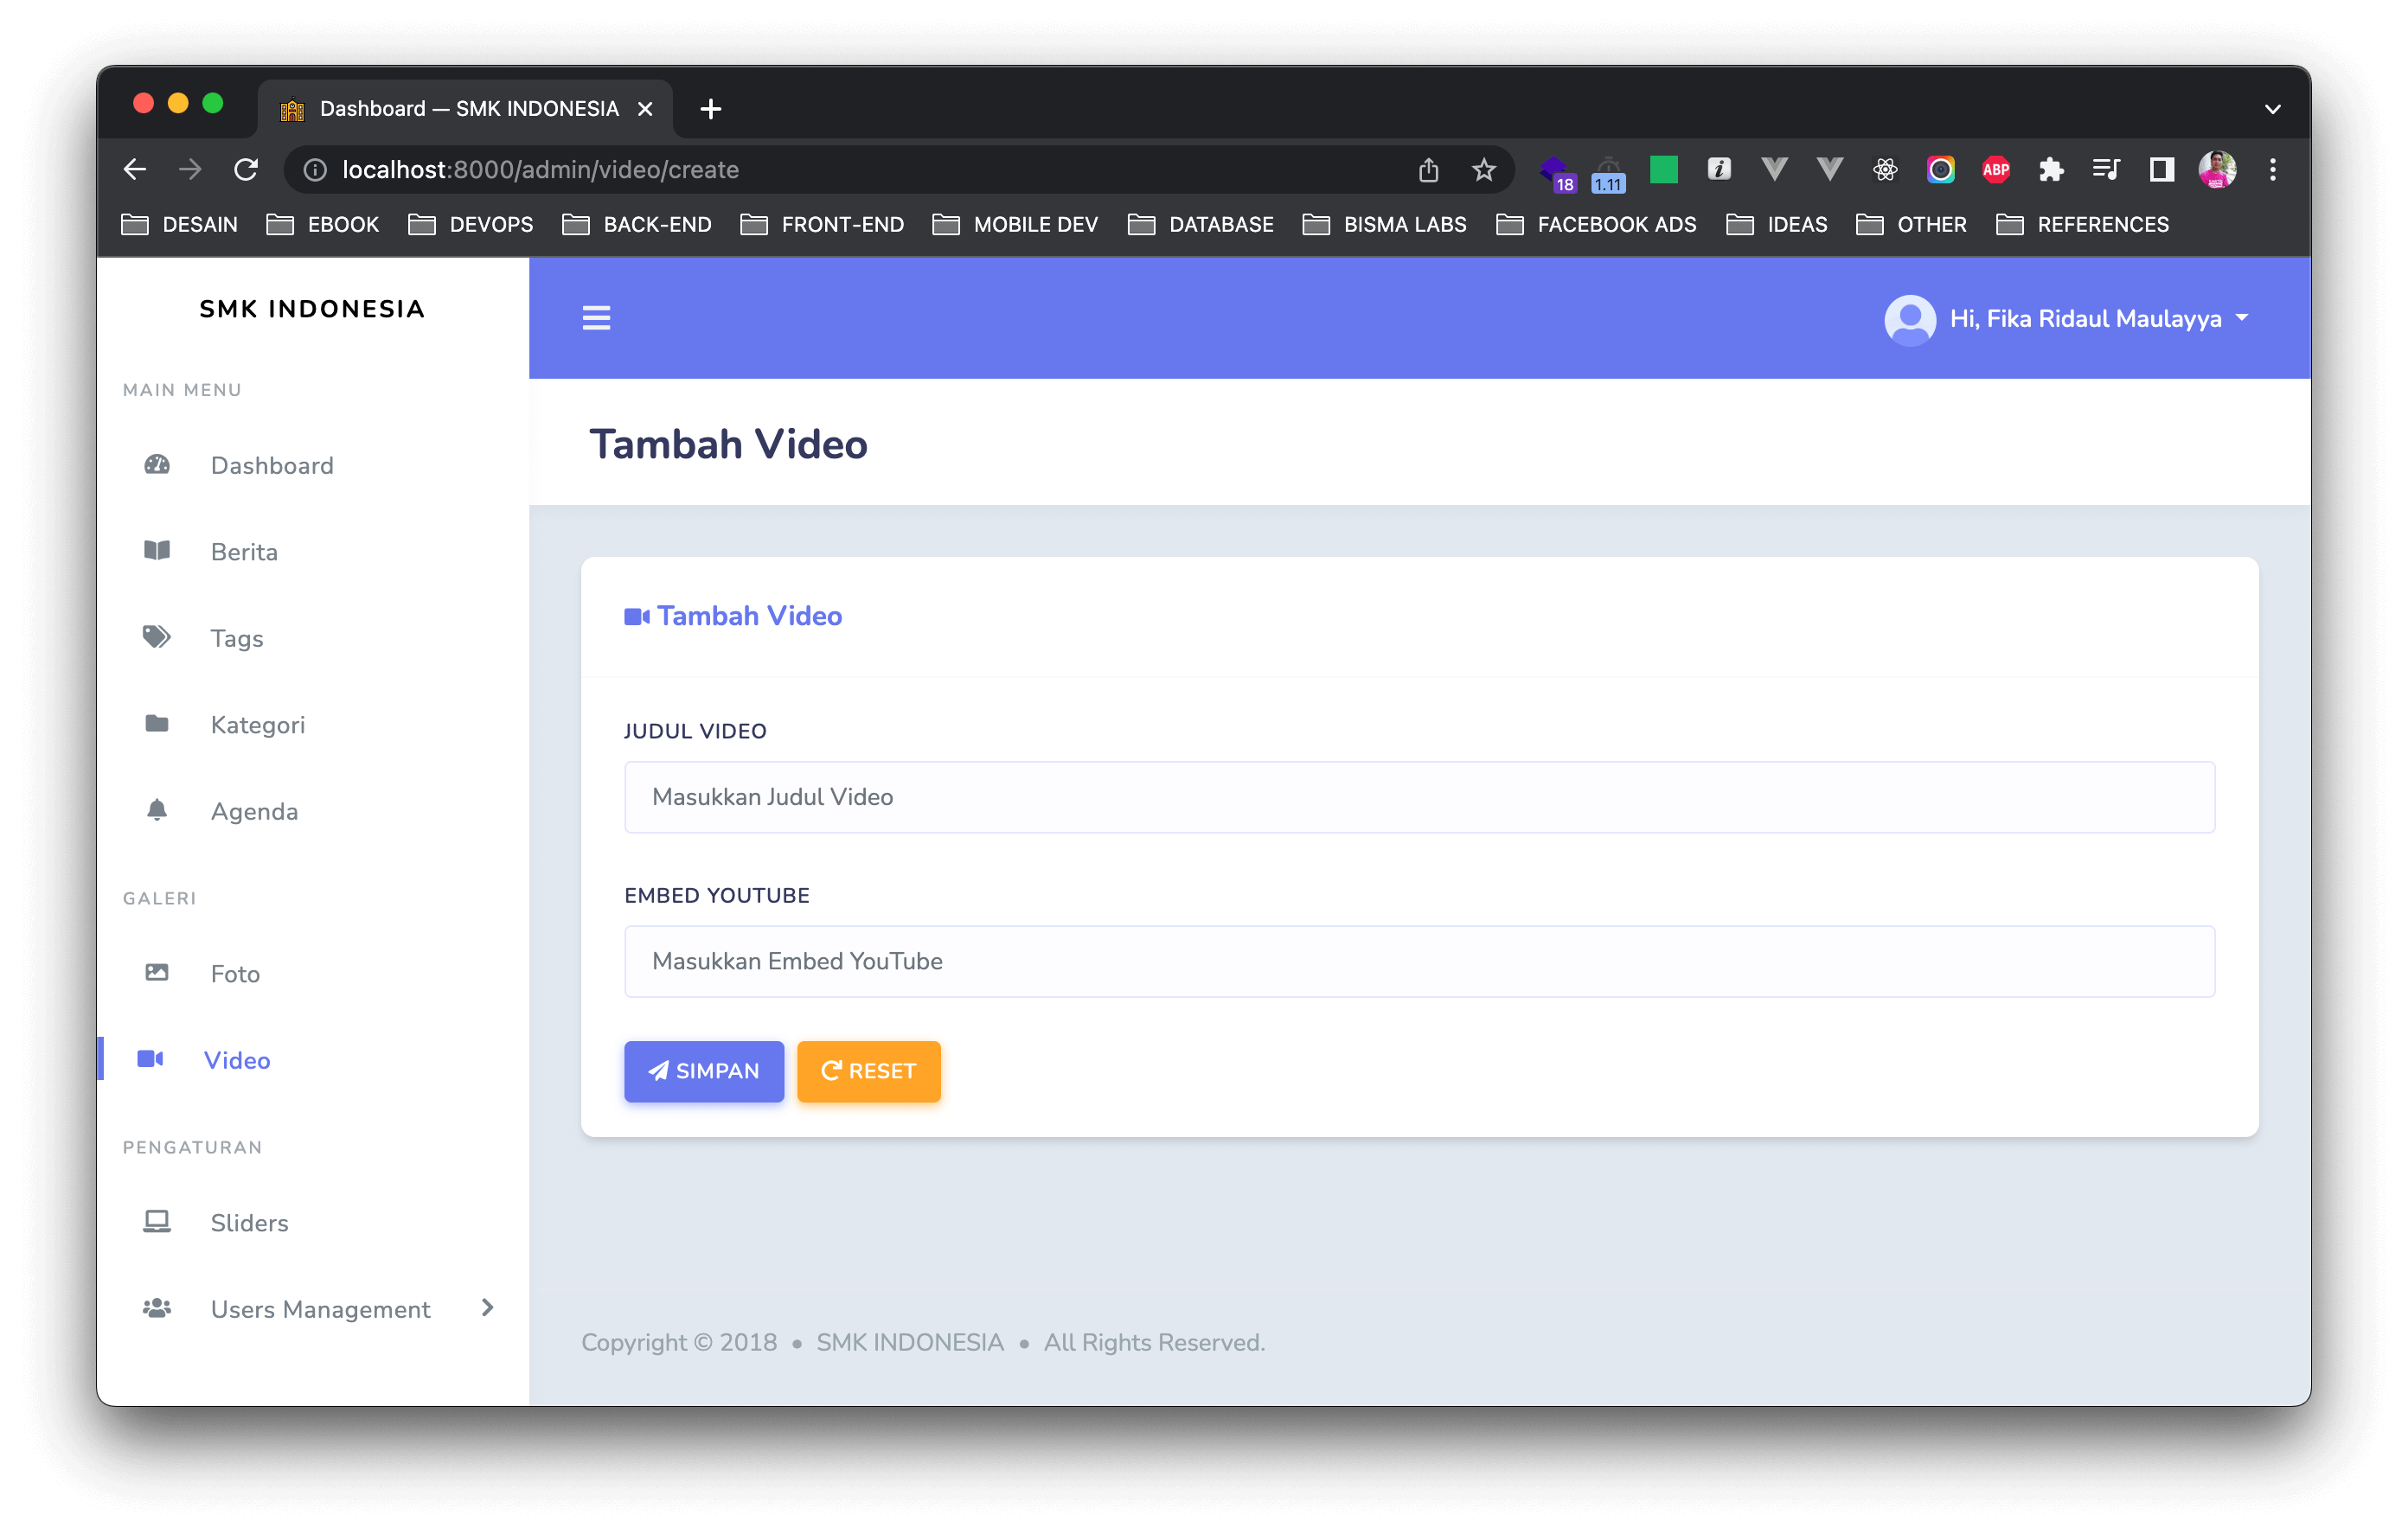 Dashboard — SMK INDONESIA
localhost:8000/admin/video/create
18
1.11
i
ABP
DESAIN EBOOK DEVOPS BACK-END FRONT-END MOBILE DEV DATABASE BISMA LABS FACEBOOK ADS IDEAS OTHER REFERENCES
SMK INDONESIA
Hi, Fika Ridaul Maulayya
MAIN MENU
Dashboard
Berita
Tags
Kategori
Agenda
GALERI
Foto
Video
PENGATURAN
Sliders
Users Management
Tambah Video
Tambah Video
JUDUL VIDEO
Masukkan Judul Video
EMBED YOUTUBE
Masukkan Embed YouTube
SIMPAN RESET
Copyright © 2018 • SMK INDONESIA • All Rights Reserved.